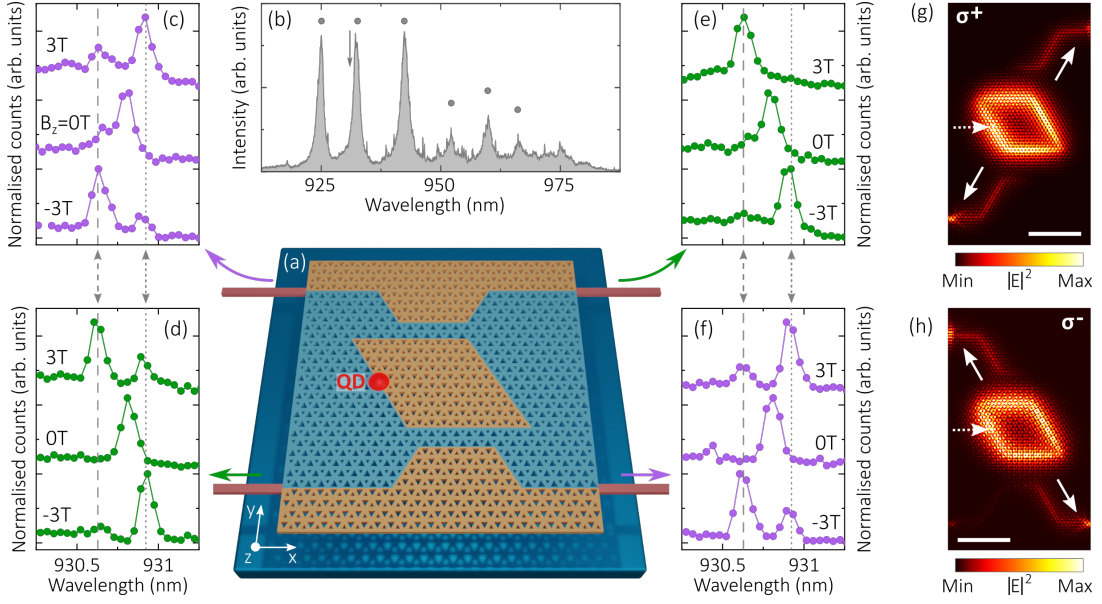 (c)
3T
B_z=0T
-3T
Normalised counts (arb. units)
(b)
Intensity (arb. units)
925
950
975
Wavelength (nm)
(e)
3T
0T
-3T
Normalised counts (arb. units)
(g)
σ+
Min
|E|²
Max
(a)
QD
y
z
x
(d)
3T
0T
-3T
Normalised counts (arb. units)
930.5
931
Wavelength (nm)
(f)
3T
0T
-3T
Normalised counts (arb. units)
930.5
931
Wavelength (nm)
(h)
σ-
Min
|E|²
Max